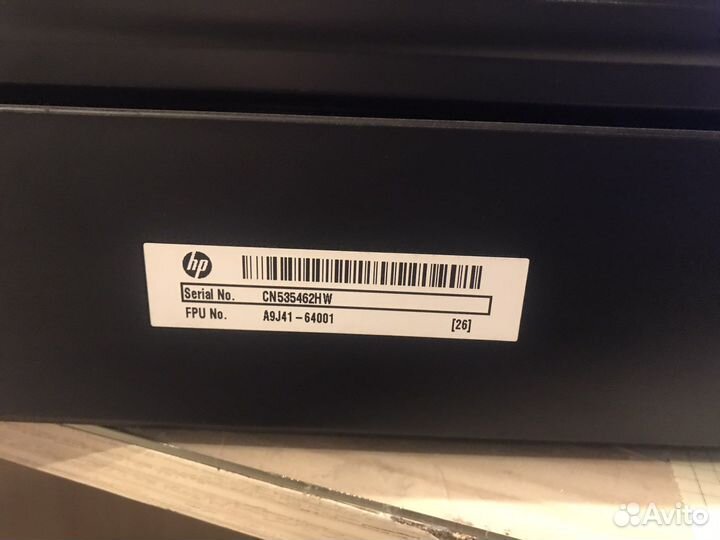 hp
Serial No. CN535462HW
FPU No. A9J41-64001
[26]
Avito